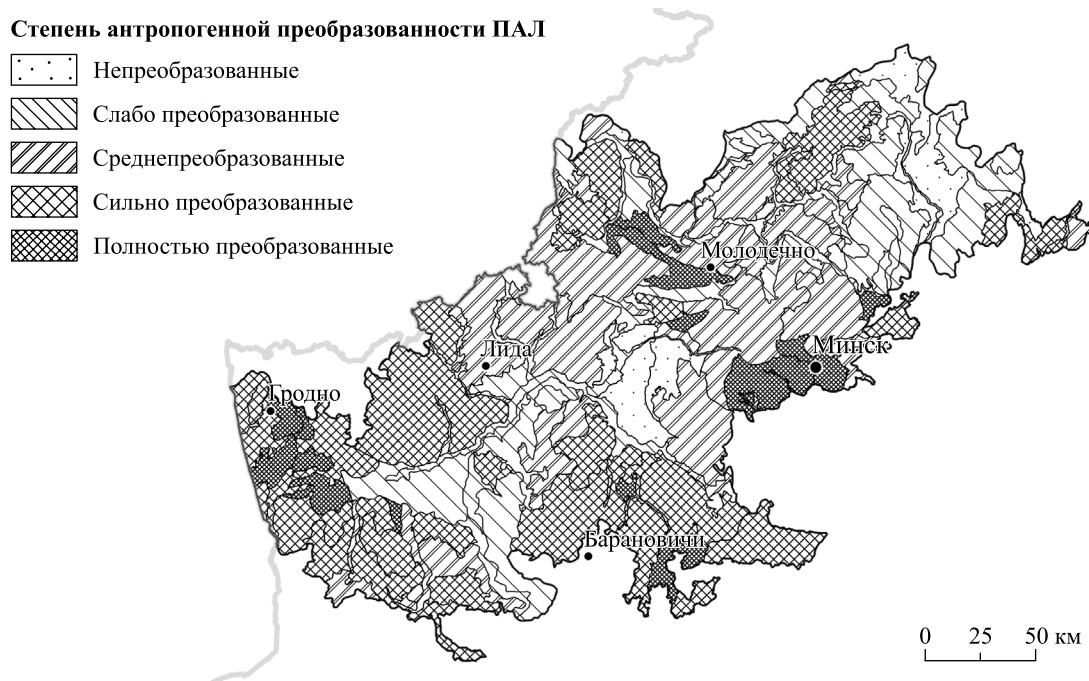 Степень антропогенной преобразованности ПАЛ
Непреобразованные
Слабо преобразованные
Среднепреобразованные
Сильно преобразованные
Полностью преобразованные
Молодечно
Минск
Лида
Гродно
Барановичи
0 25 50 км